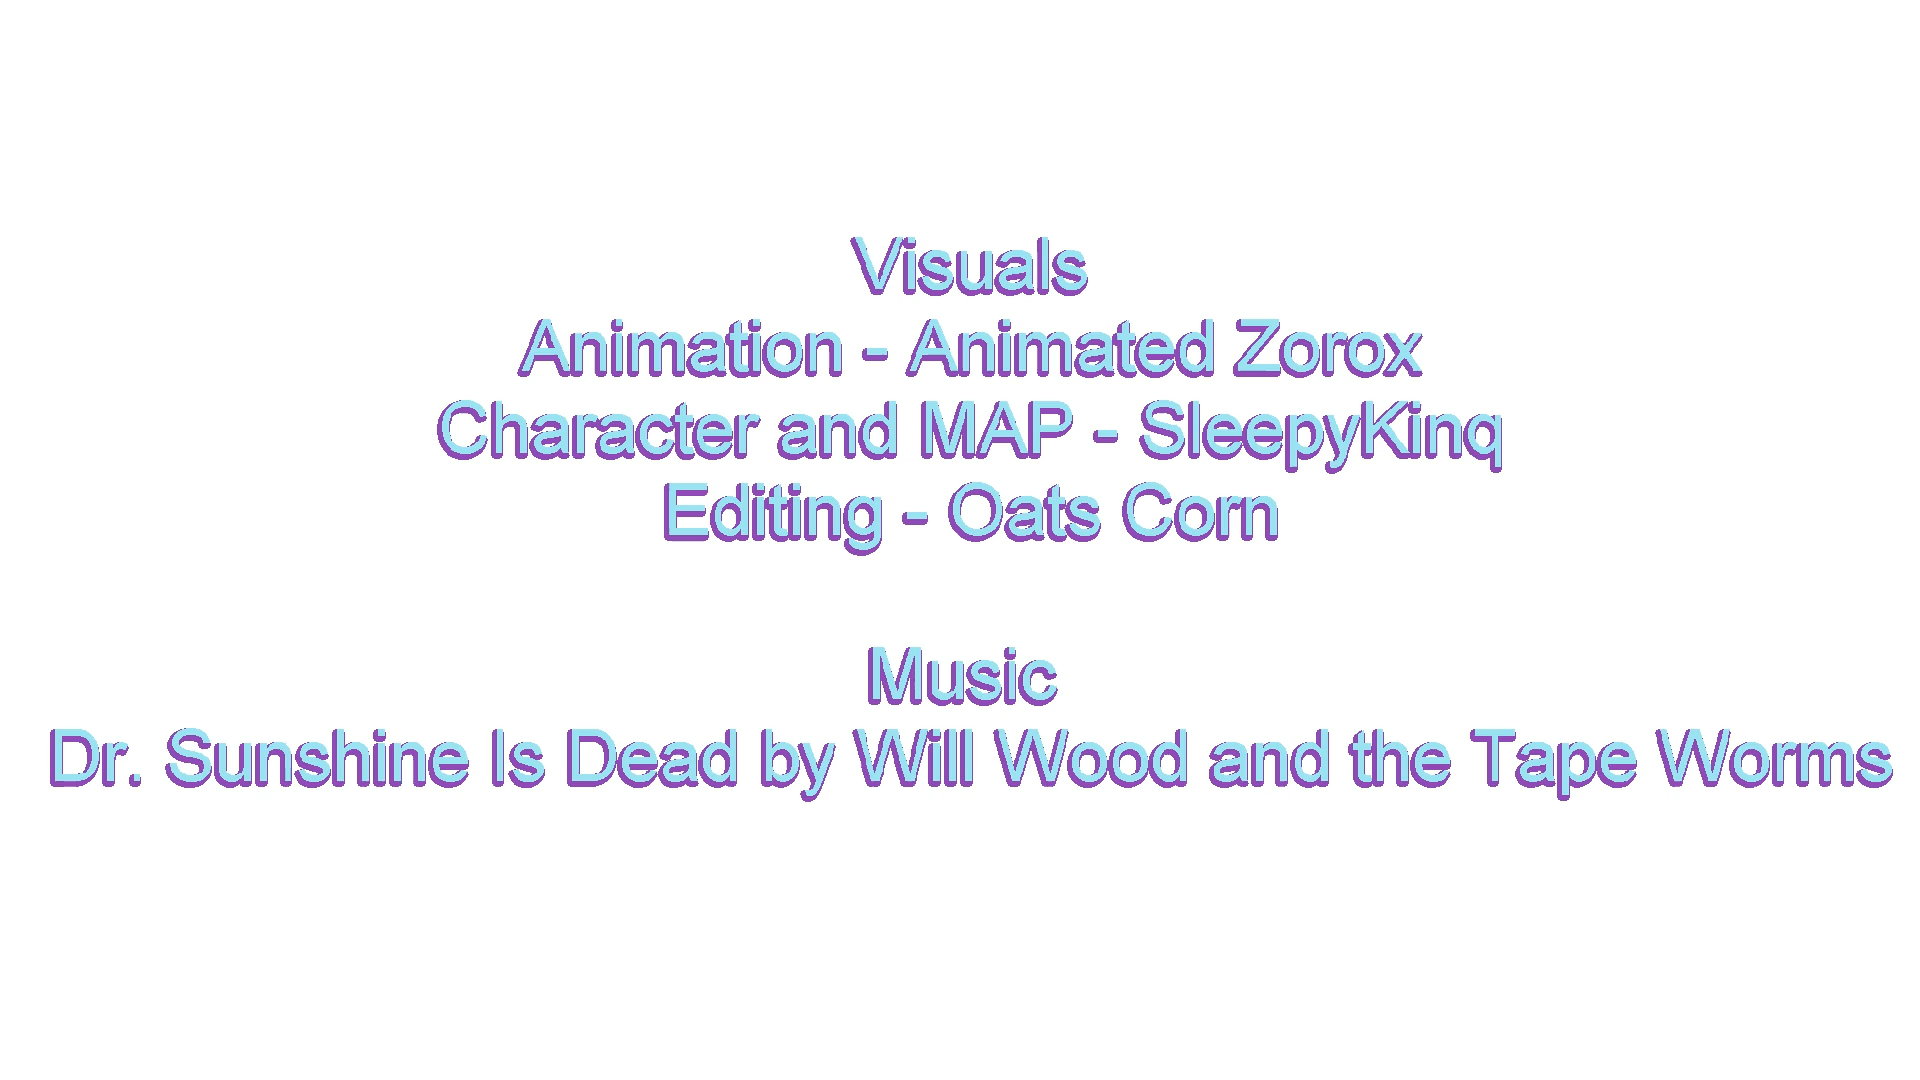 Visuals
Animation - Animated Zorox
Character and MAP - SleepyKinq
Editing - Oats Corn
Music
Dr. Sunshine Is Dead by Will Wood and the Tape Worms